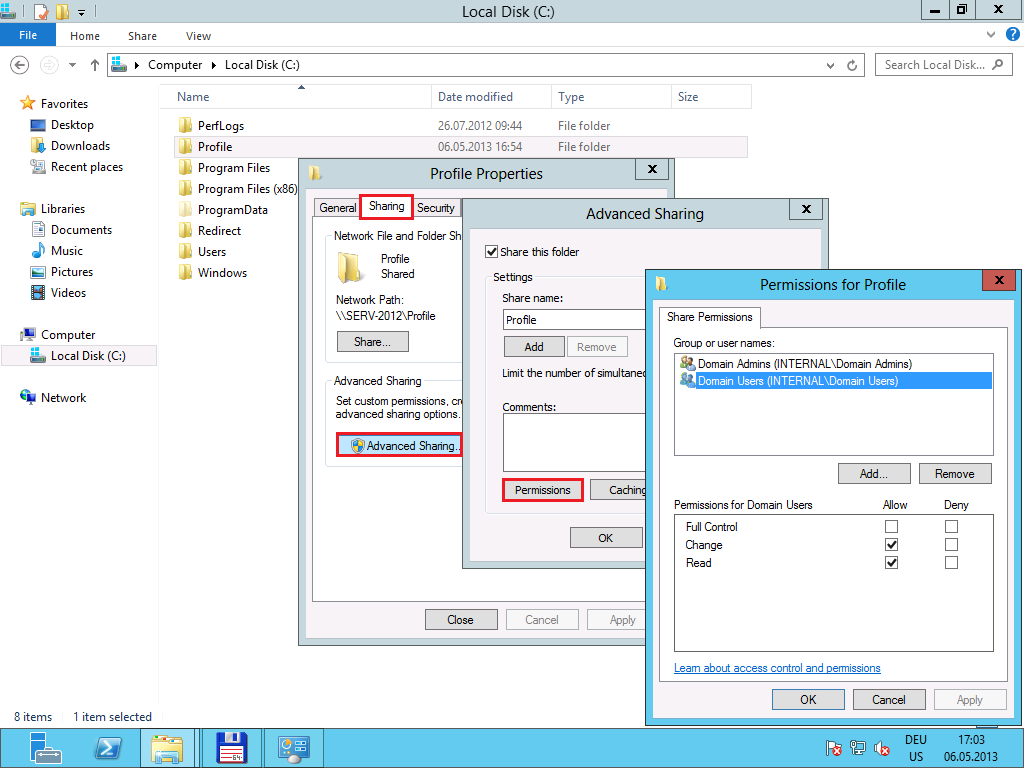 Local Disk (C:)
File Home Share View
Computer Local Disk (C:)
Search Local Disk...
Name Date modified Type Size
Favorites
Desktop
Downloads
Recent places
Libraries
Documents
Music
Pictures
Videos
Computer
Local Disk (C:)
Network
PerfLogs 26.07.2012 09:44 File folder
Profile 06.05.2013 16:54 File folder
Program Files
Program Files (x86)
ProgramData
Redirect
Users
Windows
Profile Properties
General Sharing Security
Network File and Folder Sh
Profile
Shared
Network Path:
\\SERV-2012\Profile
Share...
Advanced Sharing
Set custom permissions, cr
advanced sharing options.
Advanced Sharing..
Close Cancel Apply
Advanced Sharing
Share this folder
Settings
Share name:
Profile
Add Remove
Limit the number of simultaneo
Comments:
Permissions Caching
OK
Permissions for Profile
Share Permissions
Group or user names:
Domain Admins (INTERNAL\Domain Admins)
Domain Users (INTERNAL\Domain Users)
Add... Remove
Permissions for Domain Users Allow Deny
Full Control
Change
Read
Learn about access control and permissions
OK Cancel Apply
8 items 1 item selected
64
DEU 17:03
US 06.05.2013